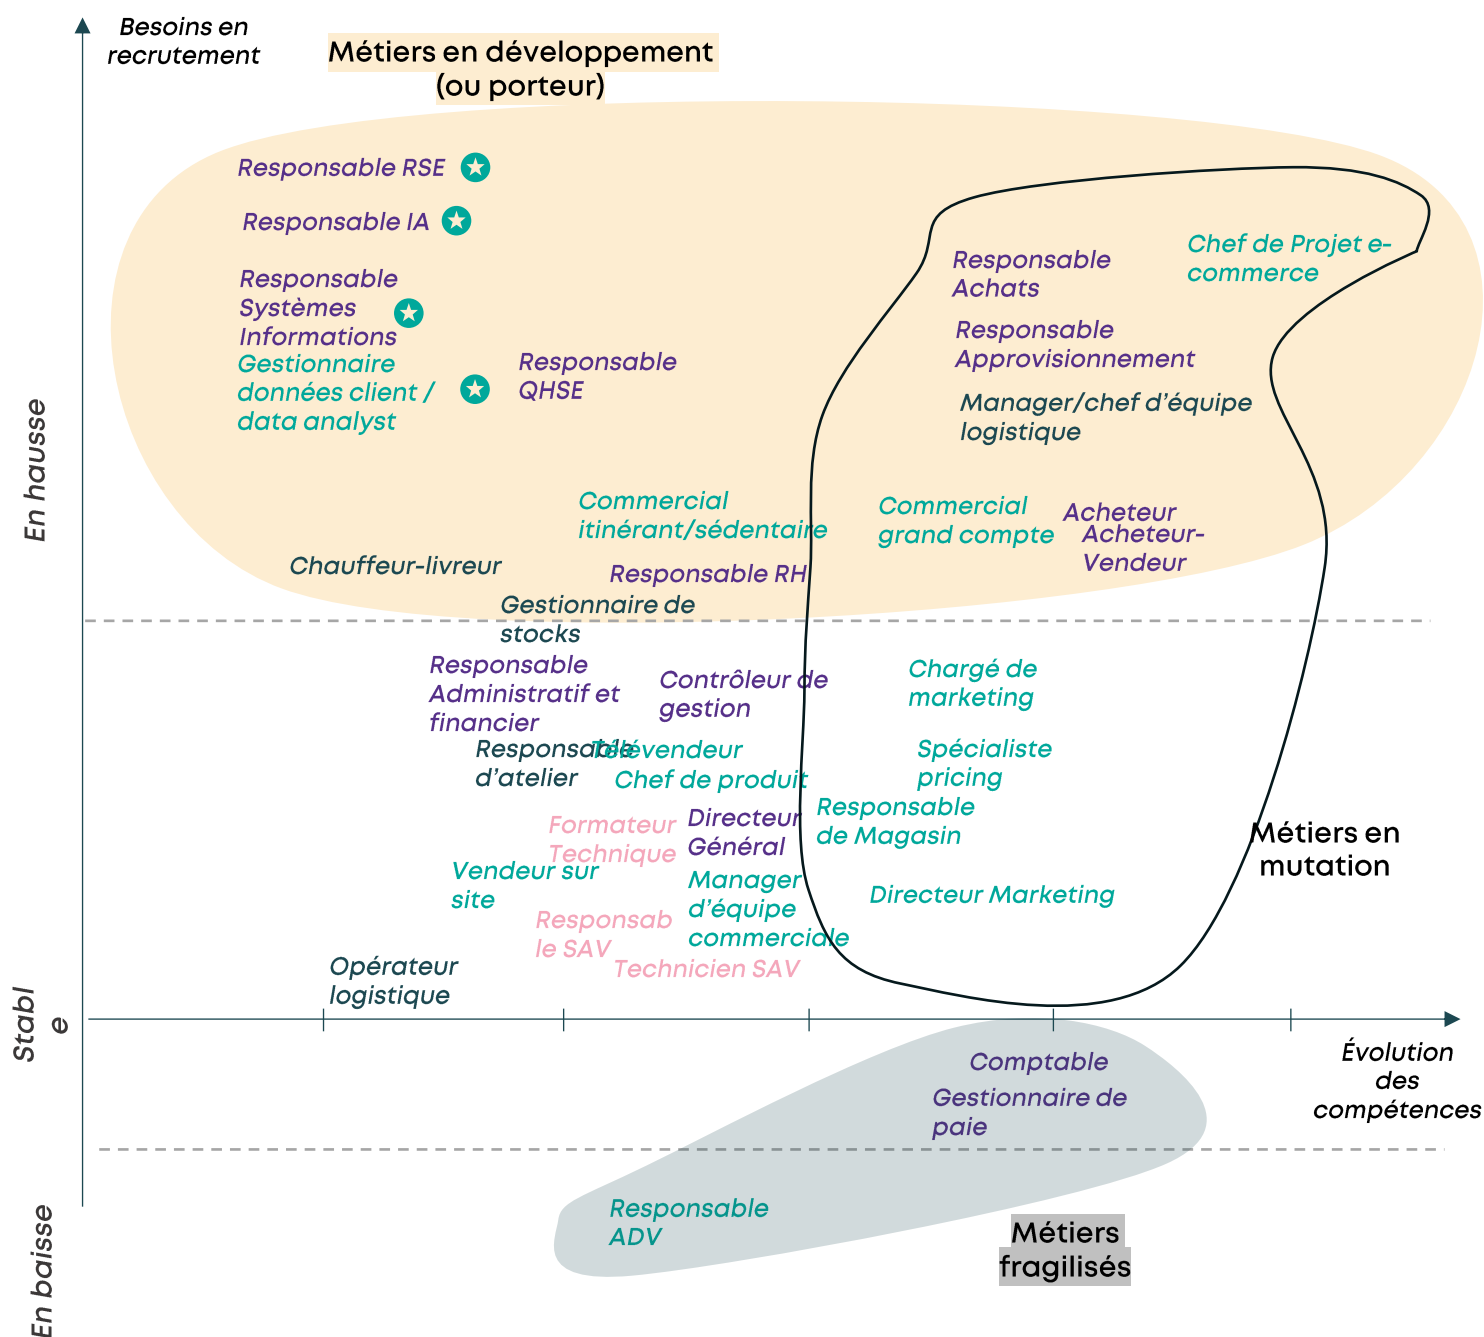 Besoins en
recrutement
Métiers en développement
(ou porteur)
Responsable RSE
Responsable IA
Responsable
Systèmes
Informations
Gestionnaire
données client /
data analyst
Responsable
QHSE
Responsable
Achats
Chef de Projet e-
commerce
Responsable
Approvisionnement
Manager/chef d’équipe
logistique
En hausse
Commercial
itinérant/sédentaire
Commercial
grand compte
Acheteur
Acheteur-
Vendeur
Chauffeur-livreur
Responsable RH
Gestionnaire de
stocks
Responsable
Administratif et
financier
Contrôleur de
gestion
Chargé de
marketing
Responsable
d’atelier
Télévendeur
Chef de produit
Spécialiste
pricing
Formateur
Technique
Directeur
Général
Responsable
de Magasin
Métiers en
mutation
Vendeur sur
site
Manager
d’équipe
commerciale
Directeur Marketing
Responsab
le SAV
Technicien SAV
Opérateur
logistique
Stabl
e
Évolution
des
compétences
Comptable
Gestionnaire de
paie
En baisse
Responsable
ADV
Métiers
fragilisés